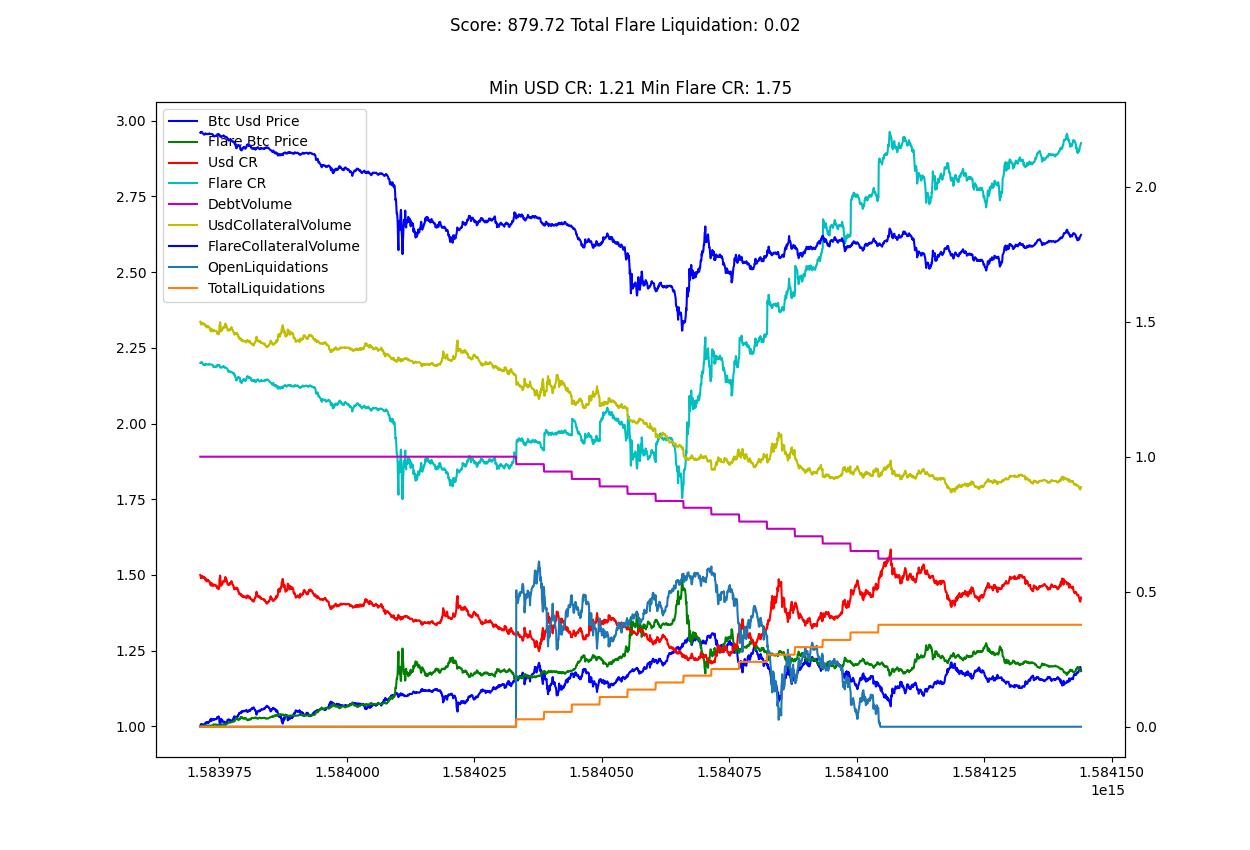 Score: 879.72 Total Flare Liquidation: 0.02
Min USD CR: 1.21 Min Flare CR: 1.75
Btc Usd Price
Flare Btc Price
Usd CR
Flare CR
DebtVolume
UsdCollateralVolume
FlareCollateralVolume
OpenLiquidations
TotalLiquidations
3.00
2.75
2.50
2.25
2.00
1.75
1.50
1.25
1.00
2.0
1.5
1.0
0.5
0.0
1.583975 1.584000 1.584025 1.584050 1.584075 1.584100 1.584125 1.584150
1e15